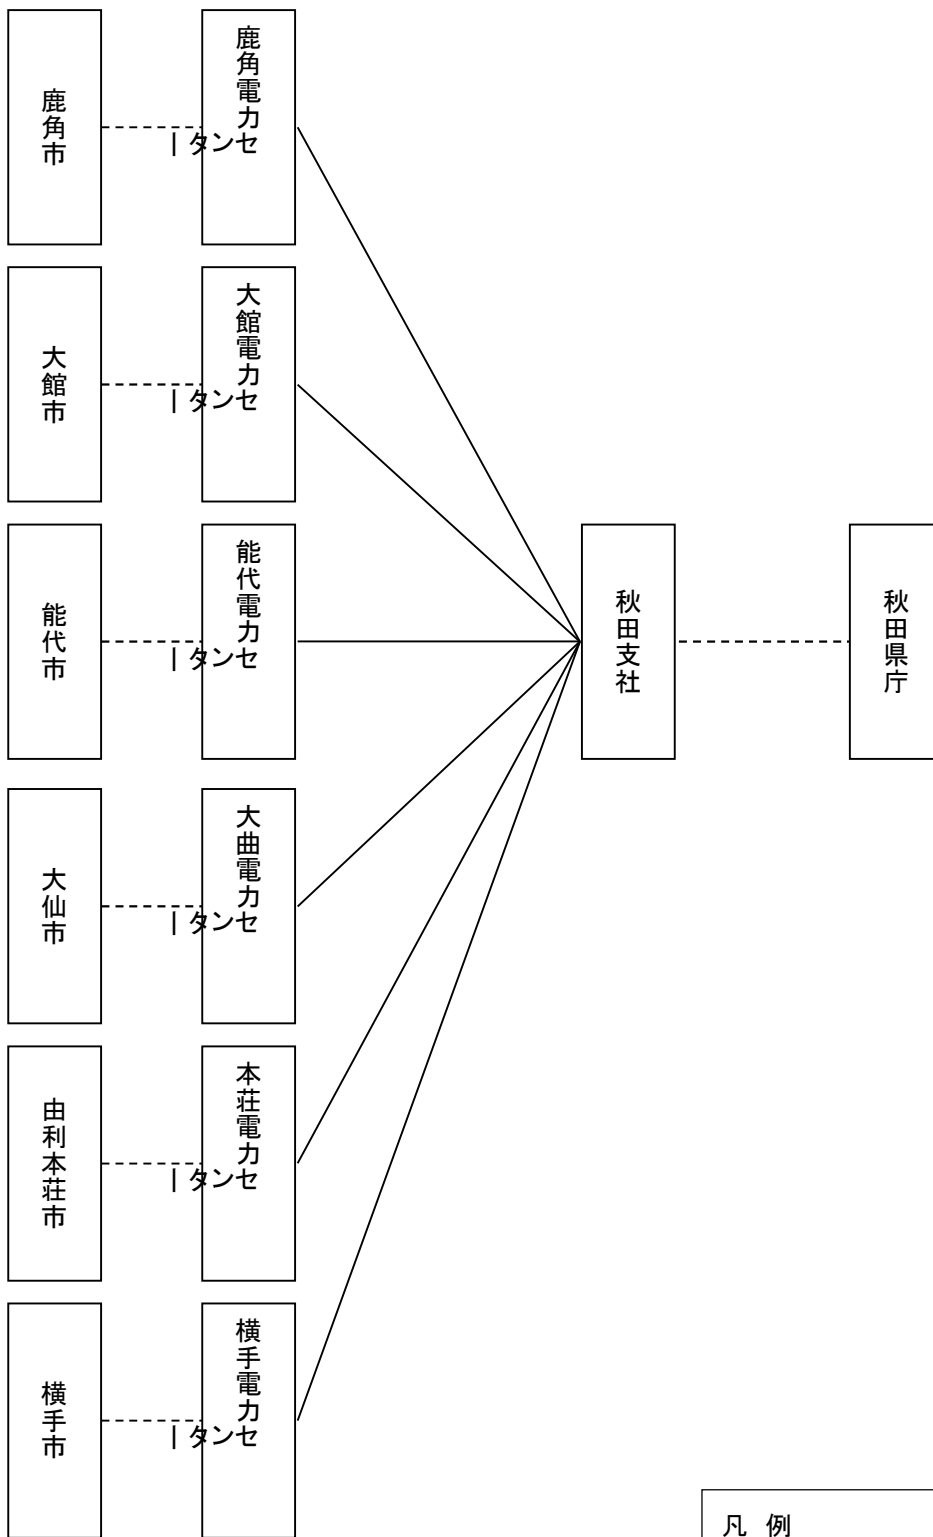 鹿角市
鹿角電力センター
大館市
大館電力センター
能代市
能代電力センター
秋田支社
秋田県庁
大仙市
大曲電力センター
由利本荘市
本荘電力センター
横手市
横手電力センター
凡 例